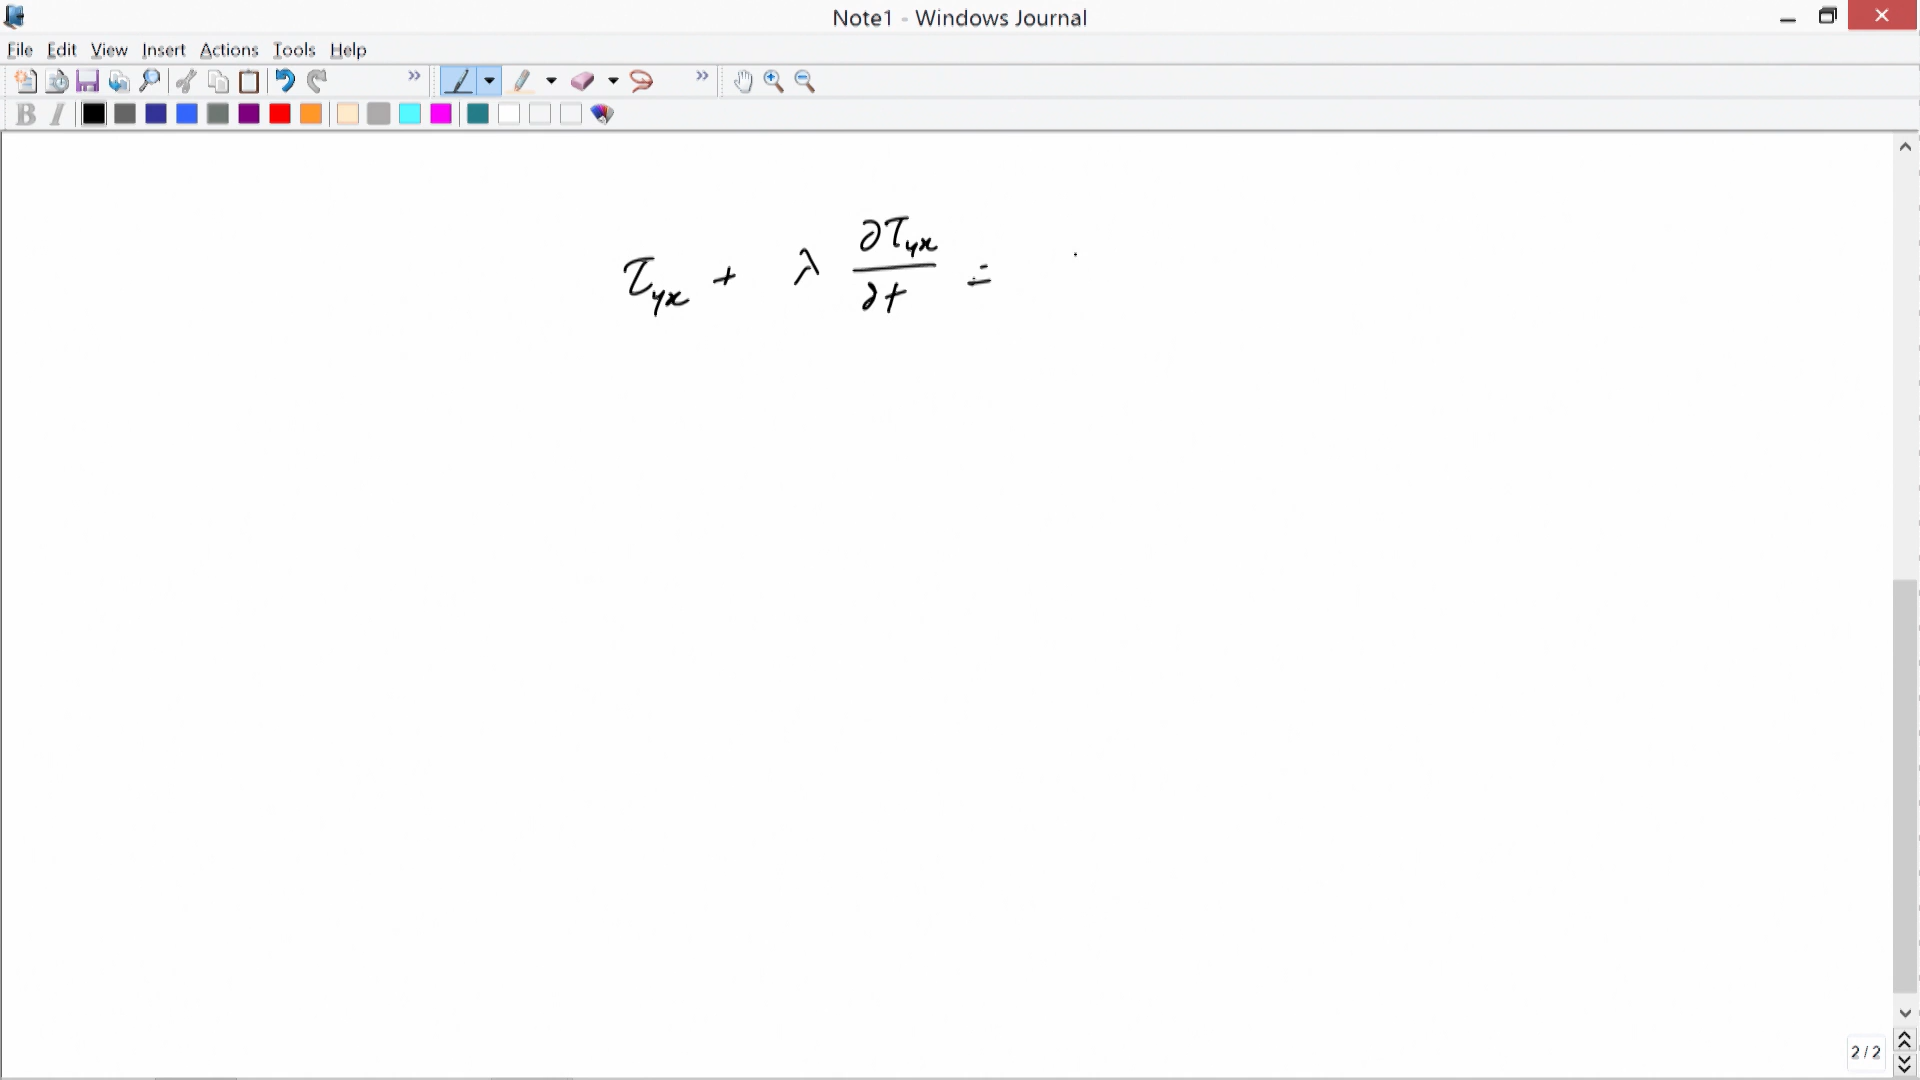 Note1 - Windows Journal
File Edit View Insert Actions Tools Help
B I
τyx + λ ∂τyx/∂t =
2 / 2